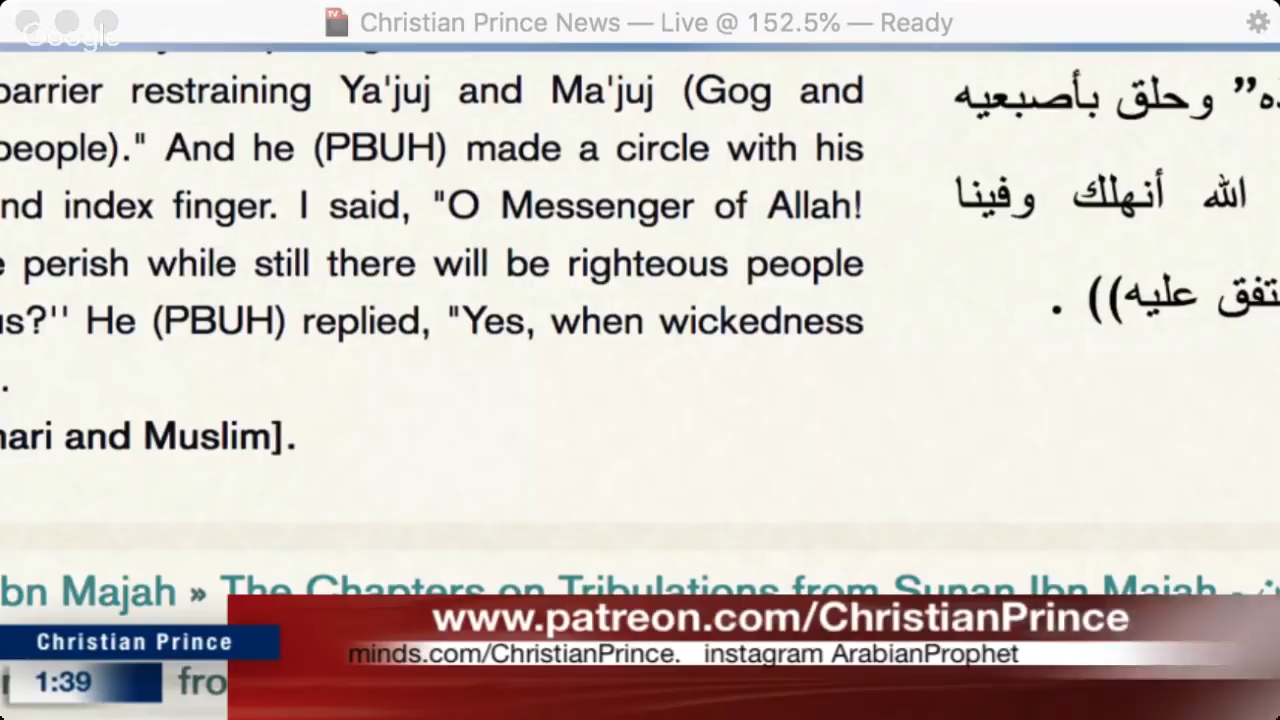 Christian Prince News — Live @ 152.5% — Ready
Google
barrier restraining Ya'juj and Ma'juj (Gog and
people)." And he (PBUH) made a circle with his
nd index finger. I said, "O Messenger of Allah!
e perish while still there will be righteous people
us?'' He (PBUH) replied, "Yes, when wickedness
.
hari and Muslim].
ده” وحلق بأصبعيه
الله أنهلك وفينا
تفق عليه)) .
bn Majah » The Chapters on Tribulations from Sunan Ibn Majah
www.patreon.com/ChristianPrince
Christian Prince
minds.com/ChristianPrince. instagram ArabianProphet
1:39
fro